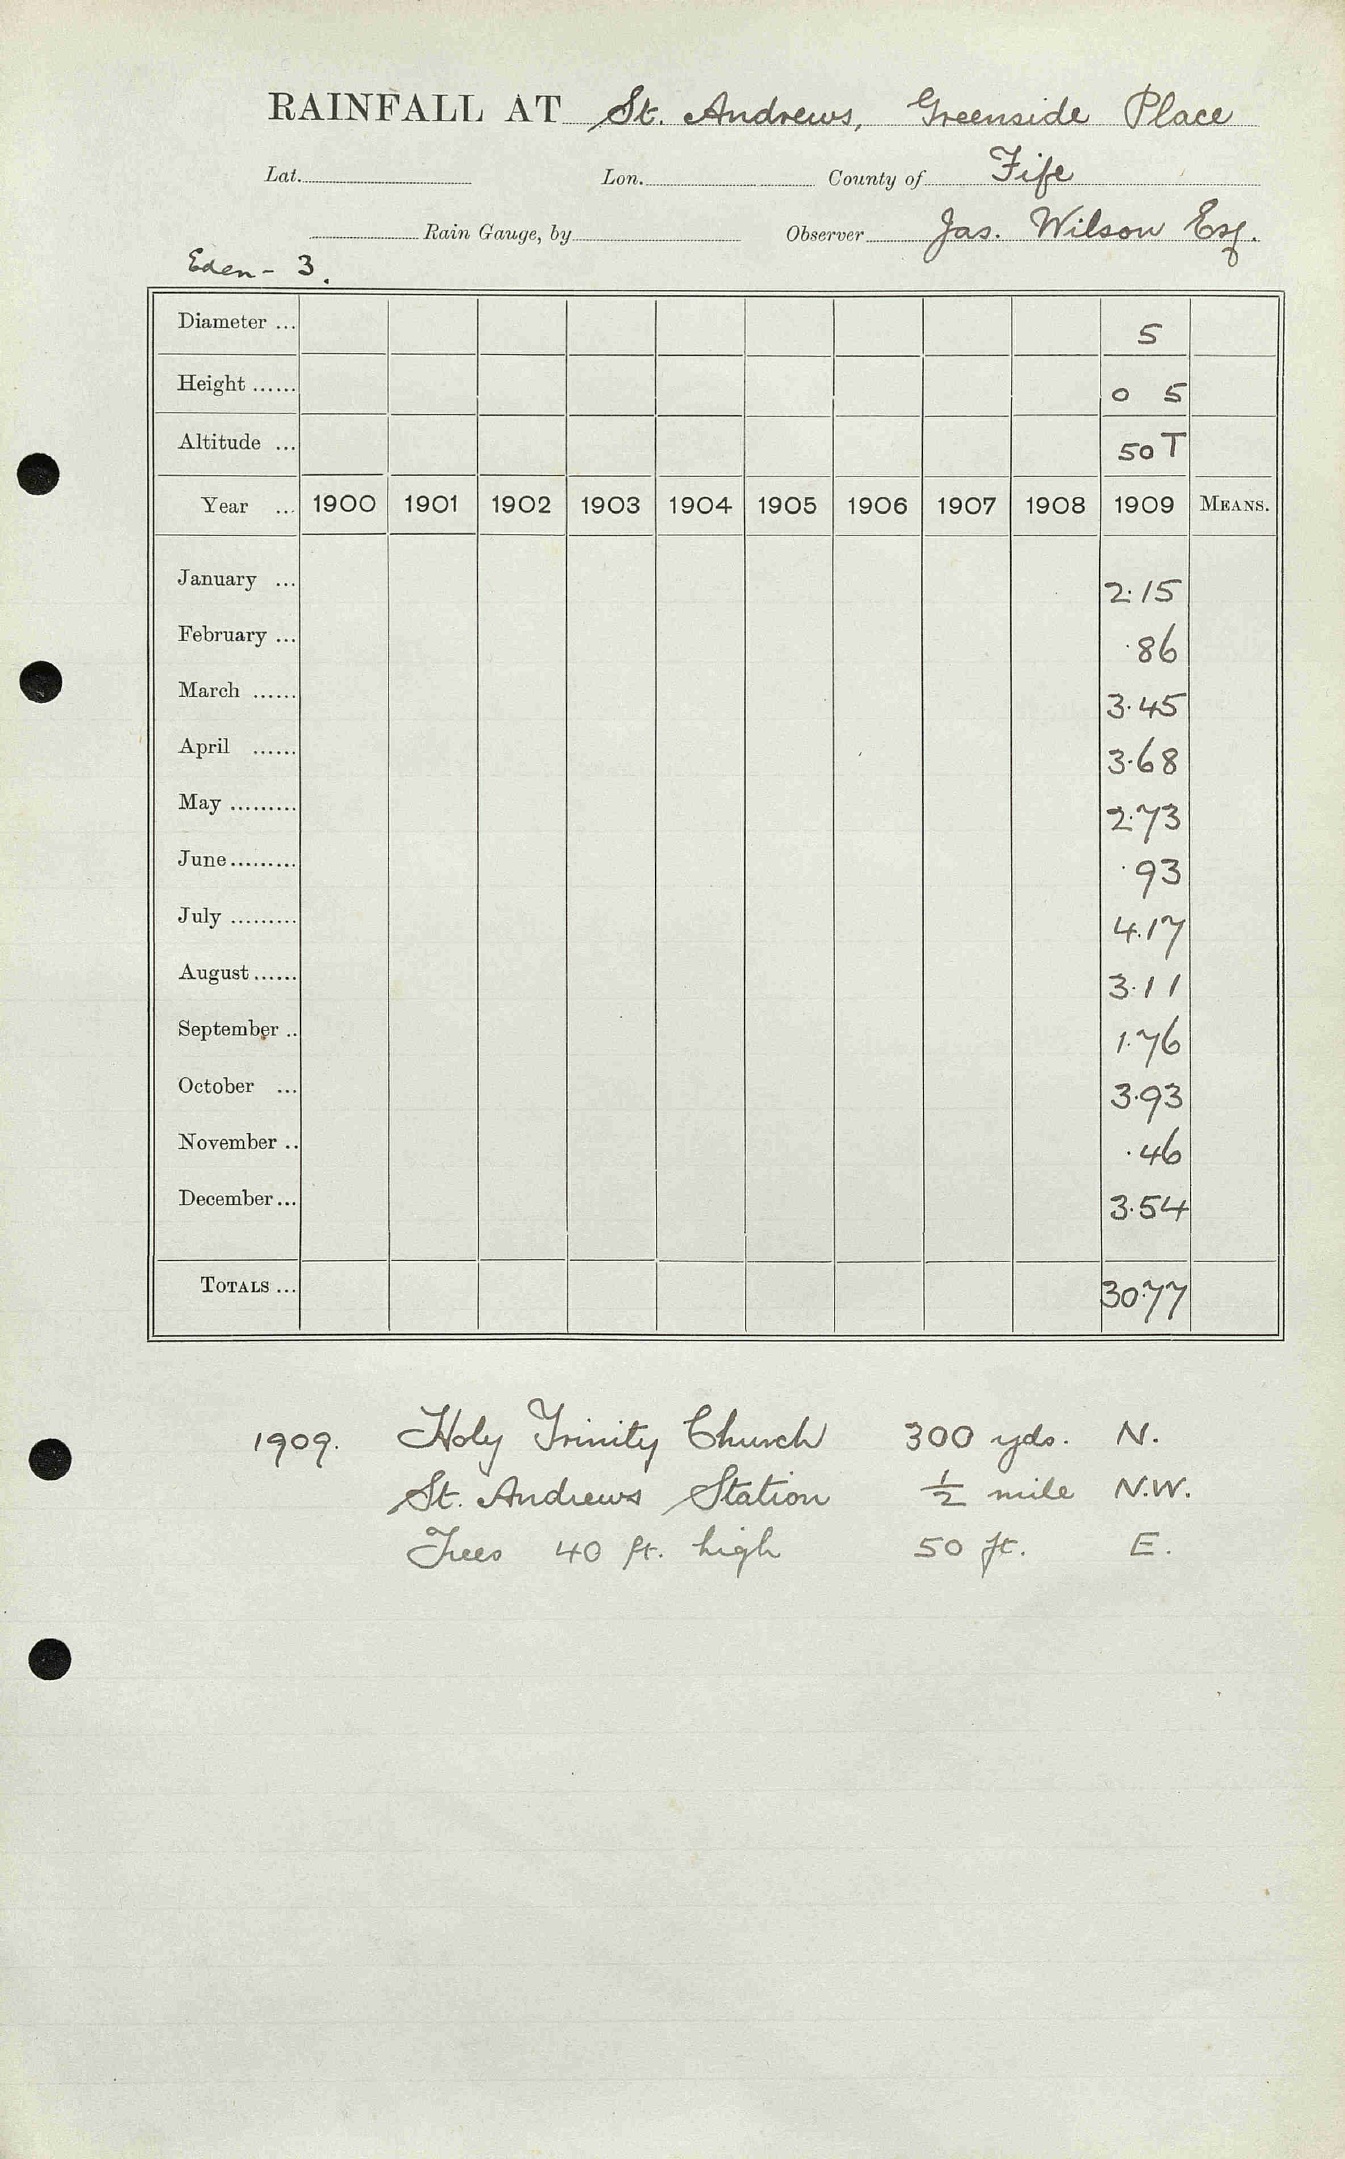 RAINFALL AT St. Andrews, Greenside Place
Lat. Lon. County of Fife
Rain Gauge, by Observer Jas. Wilson Esq.
Eden - 3.
Diameter ... 5
Height ...... 0 5
Altitude ... 50 T
Year ... 1900 1901 1902 1903 1904 1905 1906 1907 1908 1909 MEANS.
January ... 2.15
February ... .86
March ...... 3.45
April ...... 3.68
May ......... 2.73
June ......... .93
July ......... 4.17
August ...... 3.11
September .. 1.76
October ... 3.93
November .. .46
December ... 3.54
TOTALS ... 30.77
1909. Holy Trinity Church 300 yds. N.
St. Andrews Station ½ mile N.W.
Trees 40 ft. high 50 ft. E.